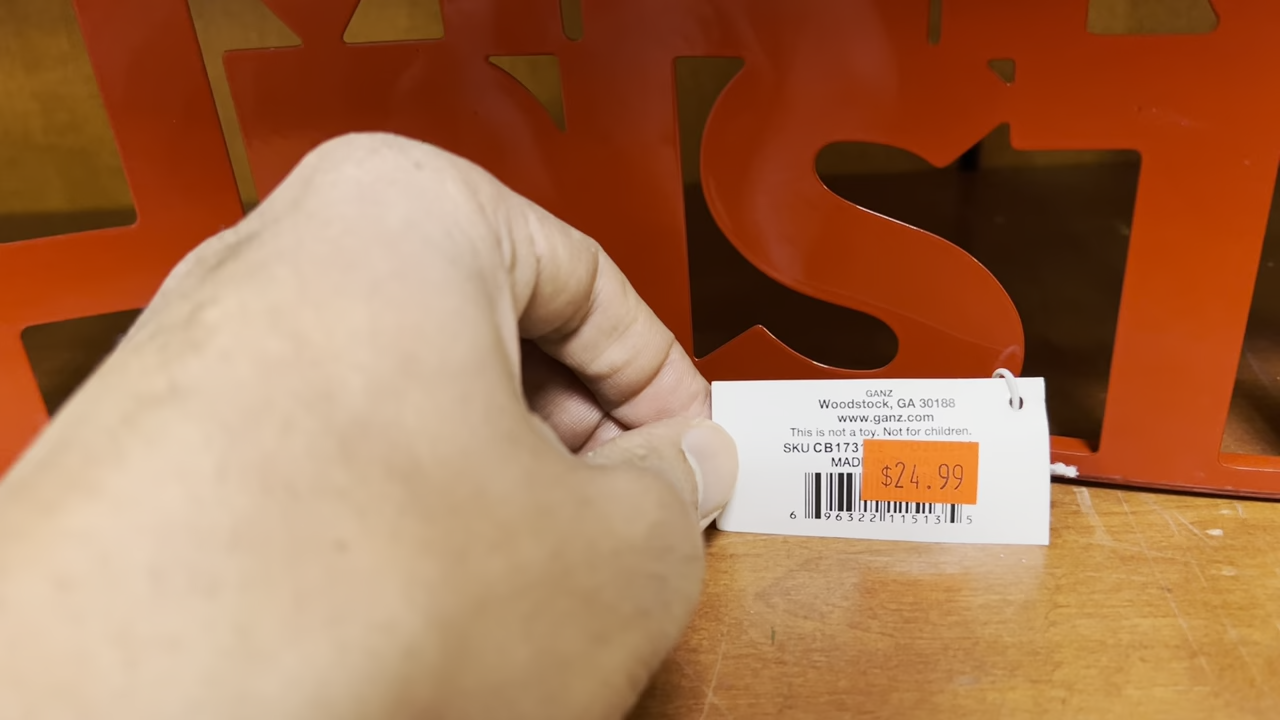 GANZ
Woodstock, GA 30188
www.ganz.com
This is not a toy. Not for children.
SKU CB173
MAD
$24.99
6 96322 11513 5